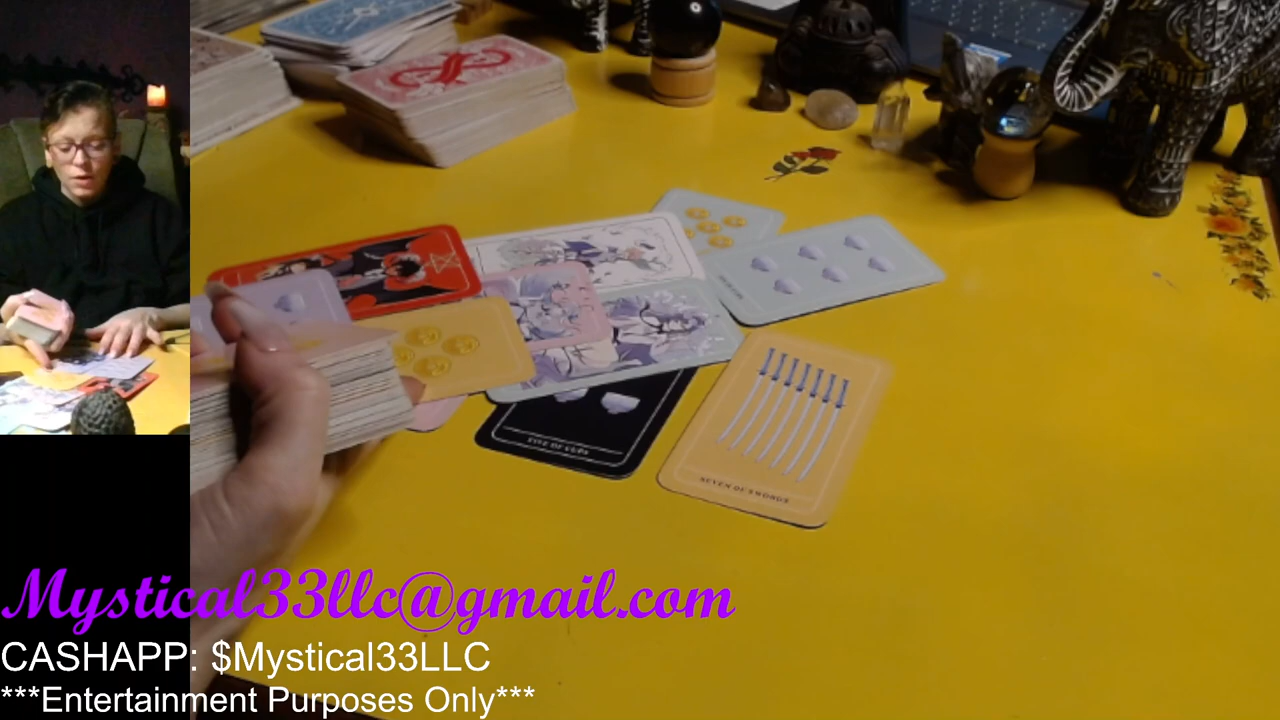 FIVE OF CUPS
SEVEN OF SWORDS
Mystical33llc@gmail.com
CASHAPP: $Mystical33LLC
***Entertainment Purposes Only***